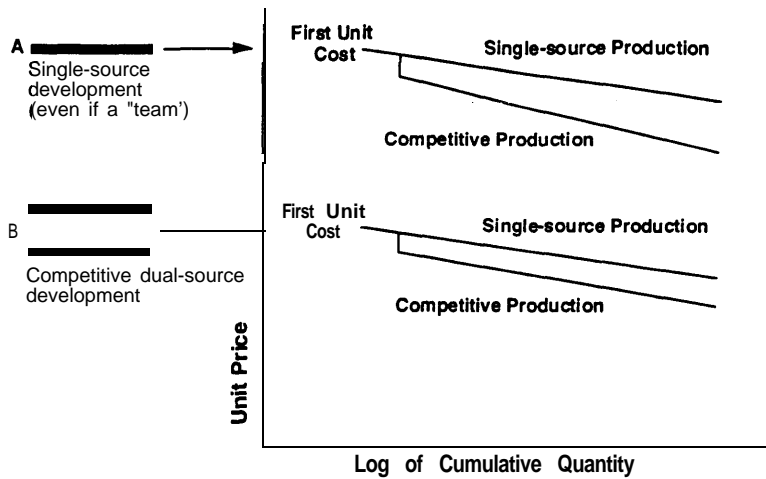 A
Single-source
development
(even if a "team')
First Unit
Cost
Single-source Production
Competitive Production
B
Competitive dual-source
development
First Unit
Cost
Single-source Production
Competitive Production
Unit Price
Log of Cumulative Quantity